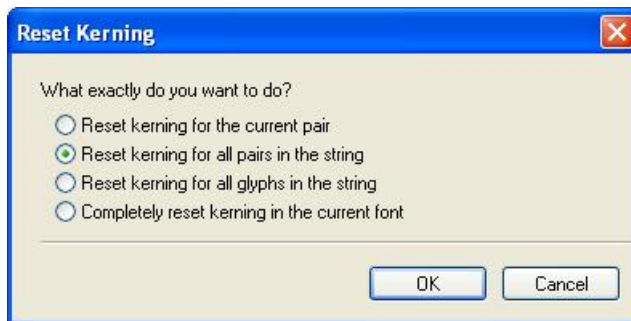 Reset Kerning
What exactly do you want to do?
Reset kerning for the current pair
Reset kerning for all pairs in the string
Reset kerning for all glyphs in the string
Completely reset kerning in the current font
OK Cancel